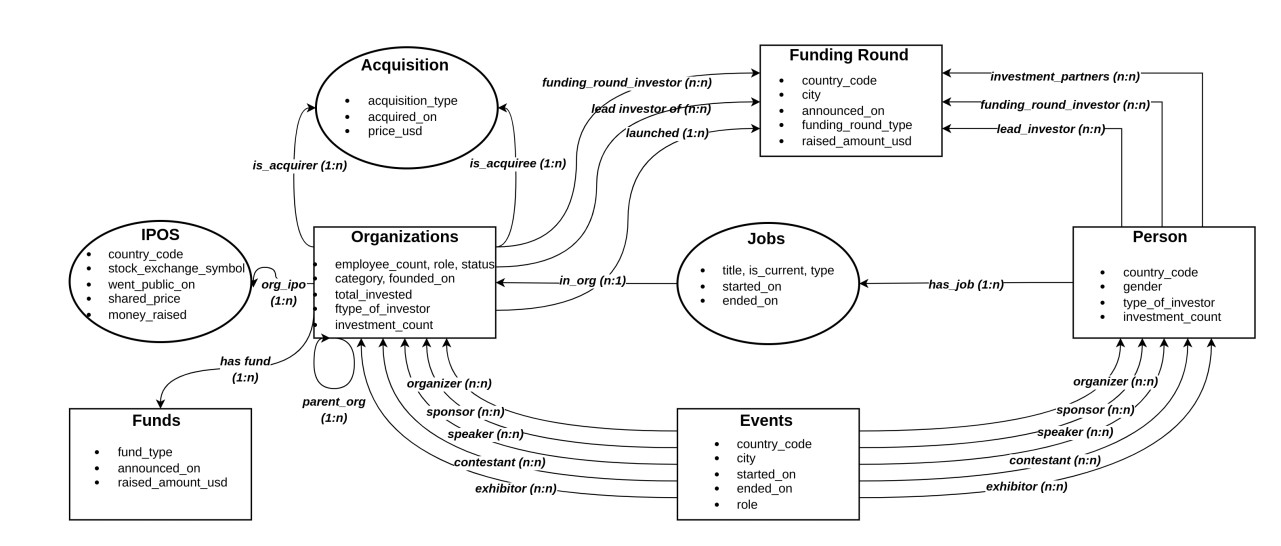 Acquisition
acquisition_type
acquired_on
price_usd
Funding Round
country_code
city
announced_on
funding_round_type
raised_amount_usd
funding_round_investor (n:n)
lead investor of (n:n)
launched (1:n)
investment_partners (n:n)
funding_round_investor (n:n)
lead_investor (n:n)
is_acquirer (1:n)
is_acquiree (1:n)
IPOS
country_code
stock_exchange_symbol
went_public_on
shared_price
money_raised
org_ipo
(1:n)
Organizations
employee_count, role, status
category, founded_on
total_invested
ftype_of_investor
investment_count
in_org (n:1)
Jobs
title, is_current, type
started_on
ended_on
has_job (1:n)
Person
country_code
gender
type_of_investor
investment_count
has fund
(1:n)
parent_org
(1:n)
Funds
fund_type
announced_on
raised_amount_usd
organizer (n:n)
sponsor (n:n)
speaker (n:n)
contestant (n:n)
exhibitor (n:n)
Events
country_code
city
started_on
ended_on
role
organizer (n:n)
sponsor (n:n)
speaker (n:n)
contestant (n:n)
exhibitor (n:n)